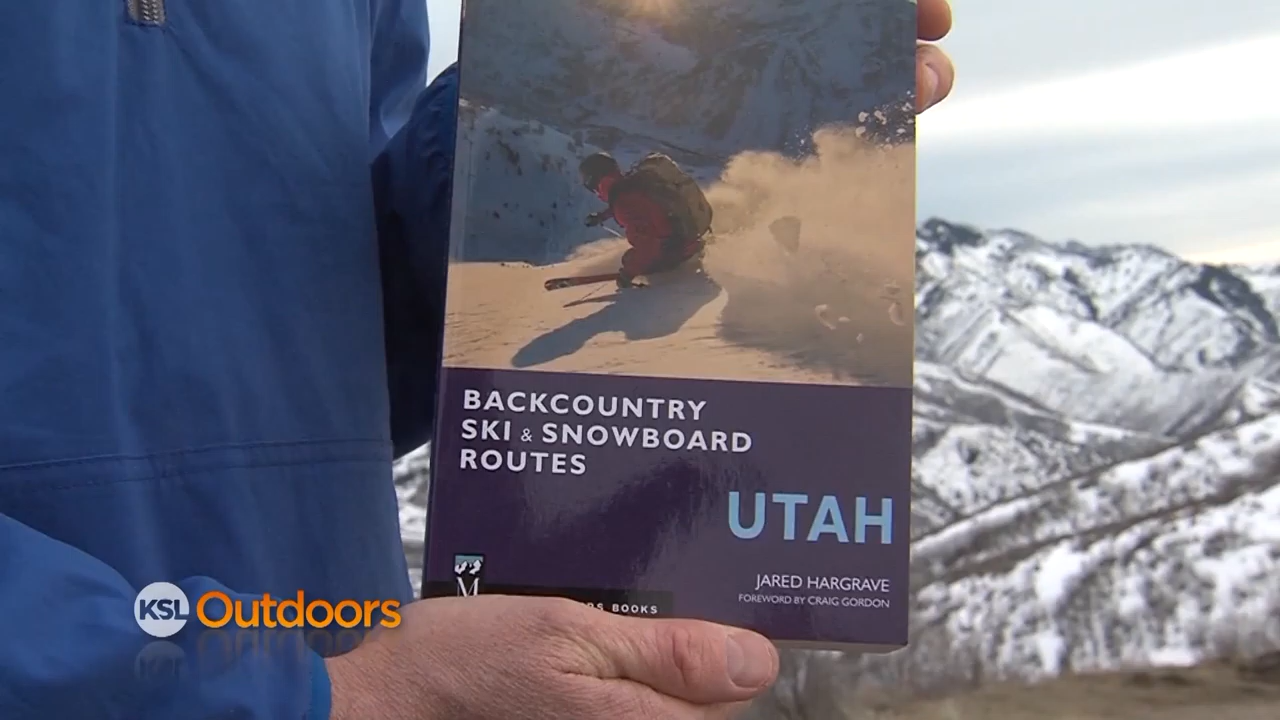 BACKCOUNTRY
SKI & SNOWBOARD
ROUTES
UTAH
JARED HARGRAVE
FOREWORD BY CRAIG GORDON
M
BOOKS
KSL Outdoors